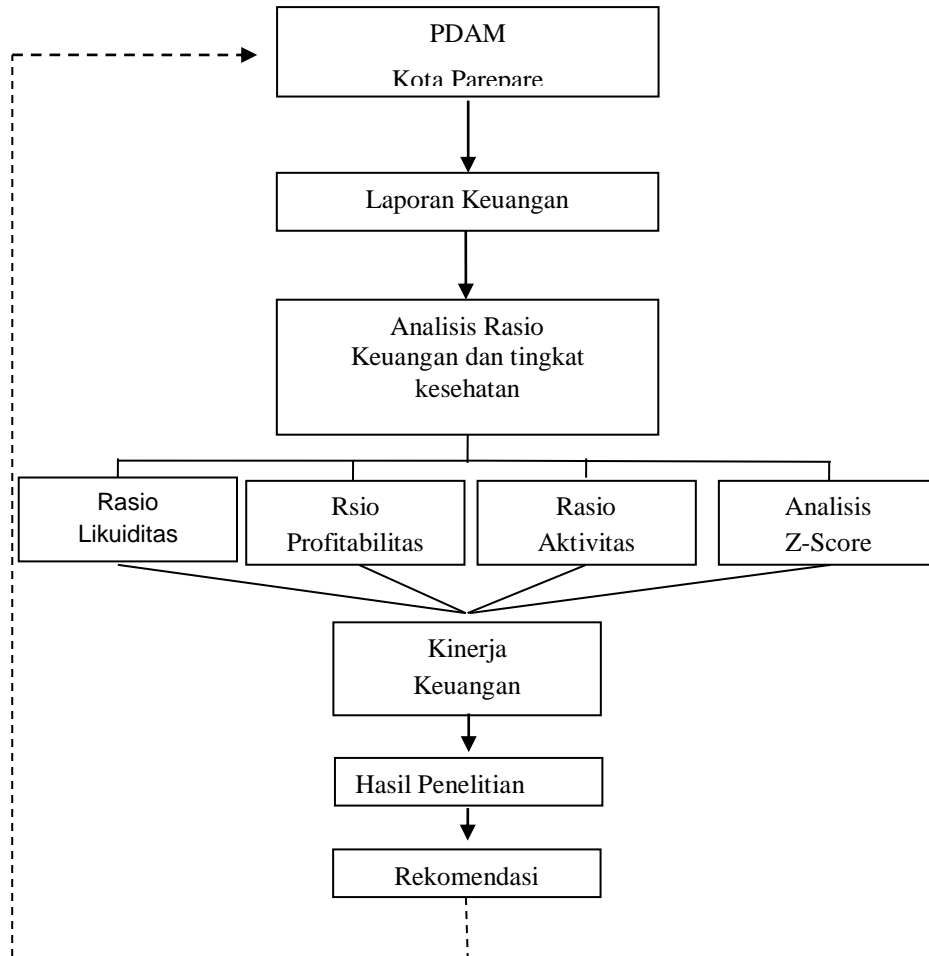 PDAM
Kota Parepare
Laporan Keuangan
Analisis Rasio
Keuangan dan tingkat
kesehatan
Rasio
Likuiditas
Rsio
Profitabilitas
Rasio
Aktivitas
Analisis
Z-Score
Kinerja
Keuangan
Hasil Penelitian
Rekomendasi